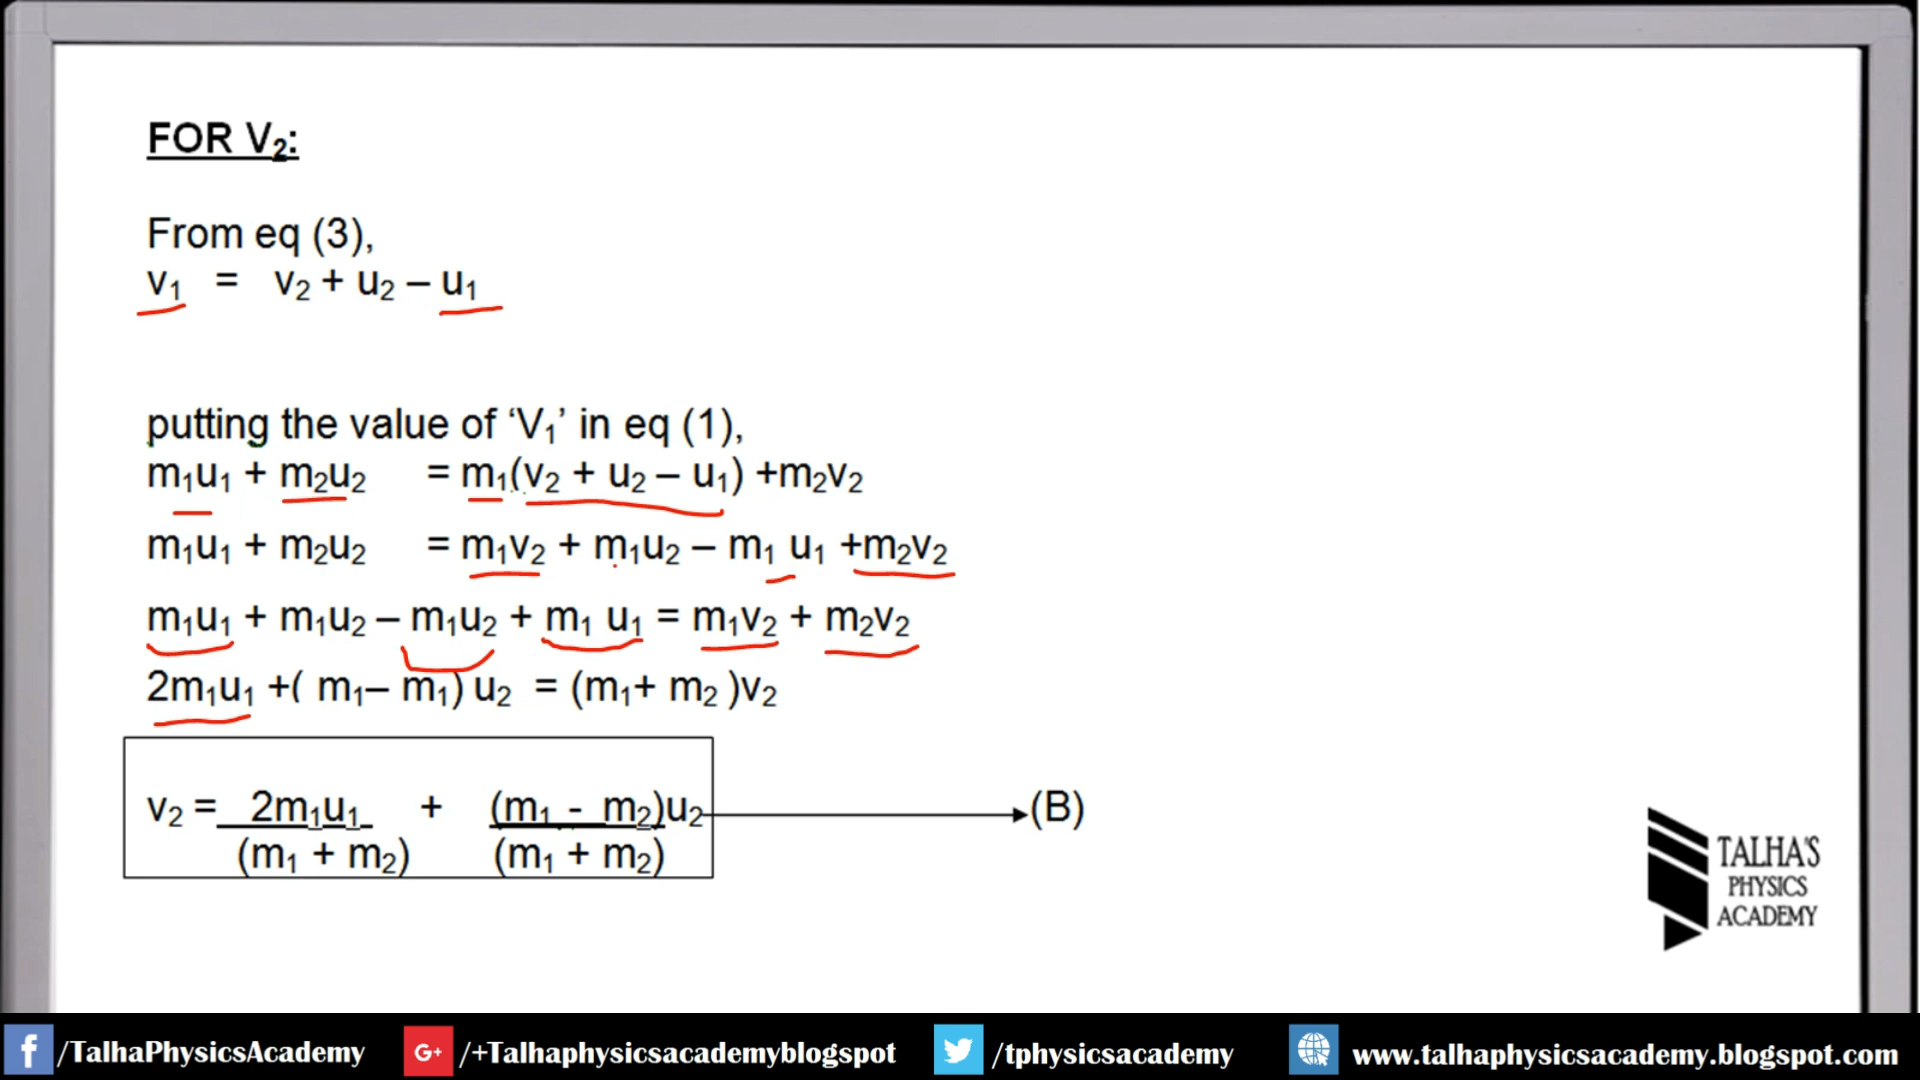 FOR V₂:
From eq (3),
v₁ = v₂ + u₂ – u₁
putting the value of ‘V₁’ in eq (1),
m₁u₁ + m₂u₂ = m₁(v₂ + u₂ – u₁) +m₂v₂
m₁u₁ + m₂u₂ = m₁v₂ + m₁u₂ – m₁ u₁ +m₂v₂
m₁u₁ + m₁u₂ – m₁u₂ + m₁ u₁ = m₁v₂ + m₂v₂
2m₁u₁ +( m₁– m₁) u₂ = (m₁+ m₂ )v₂
v₂ = 2m₁u₁ + (m₁ - m₂)u₂ (B)
(m₁ + m₂) (m₁ + m₂)
TALHA'S
PHYSICS
ACADEMY
f /TalhaPhysicsAcademy G+ /+Talhaphysicsacademyblogspot /tphysicsacademy www.talhaphysicsacademy.blogspot.com